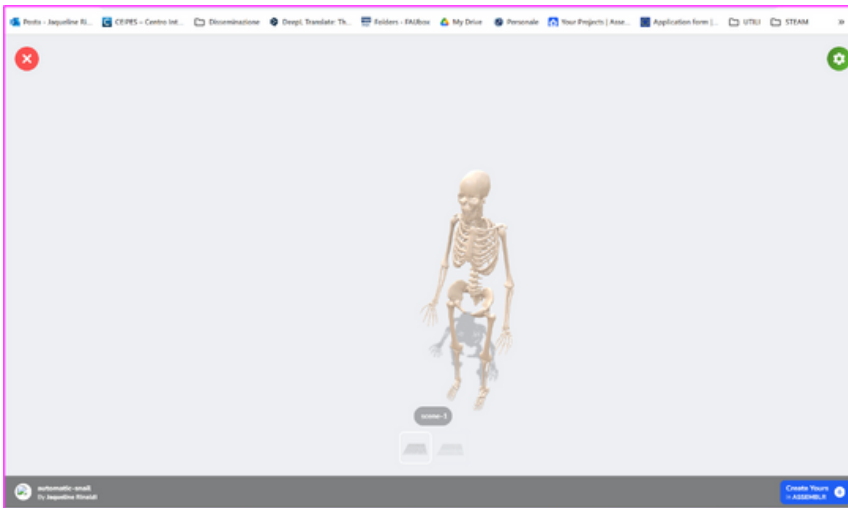 Posta - Jaqueline Ri... CEIPES – Centro Int... Disseminazione DeepL Translate: Th... Folders - FAUbox My Drive Personale Your Projects | Asse... Application form |... UTILI STEAM »
scene-1
automatic-snail
By Jaqueline Rinaldi
Create Yours
in ASSEMBLR